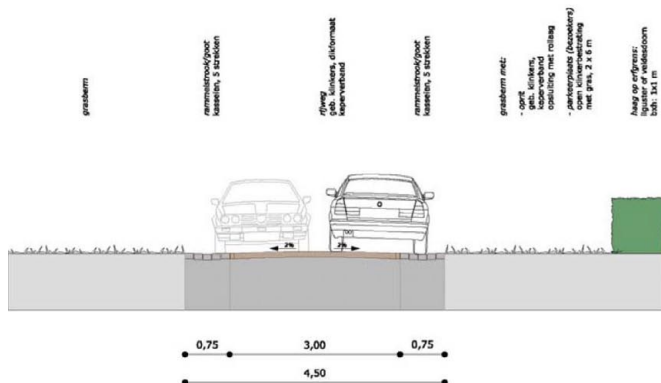 grasberm
rammelstrook/goot
kasseien, 5 strekken
rijweg
geb. klinkers, dikformaat
keperverband
rammelstrook/goot
kasseien, 5 strekken
grasberm met:
- oprit
geb. klinkers,
keperverband
opsluiting met rollaag
- parkeerplaats (bezoekers)
open klinkerbestrating
met gras, 2 x 6 m
haag op erfgrens:
liguster of veldesdoorn
bxh: 1x1 m
2%
2%
0,75
3,00
0,75
4,50